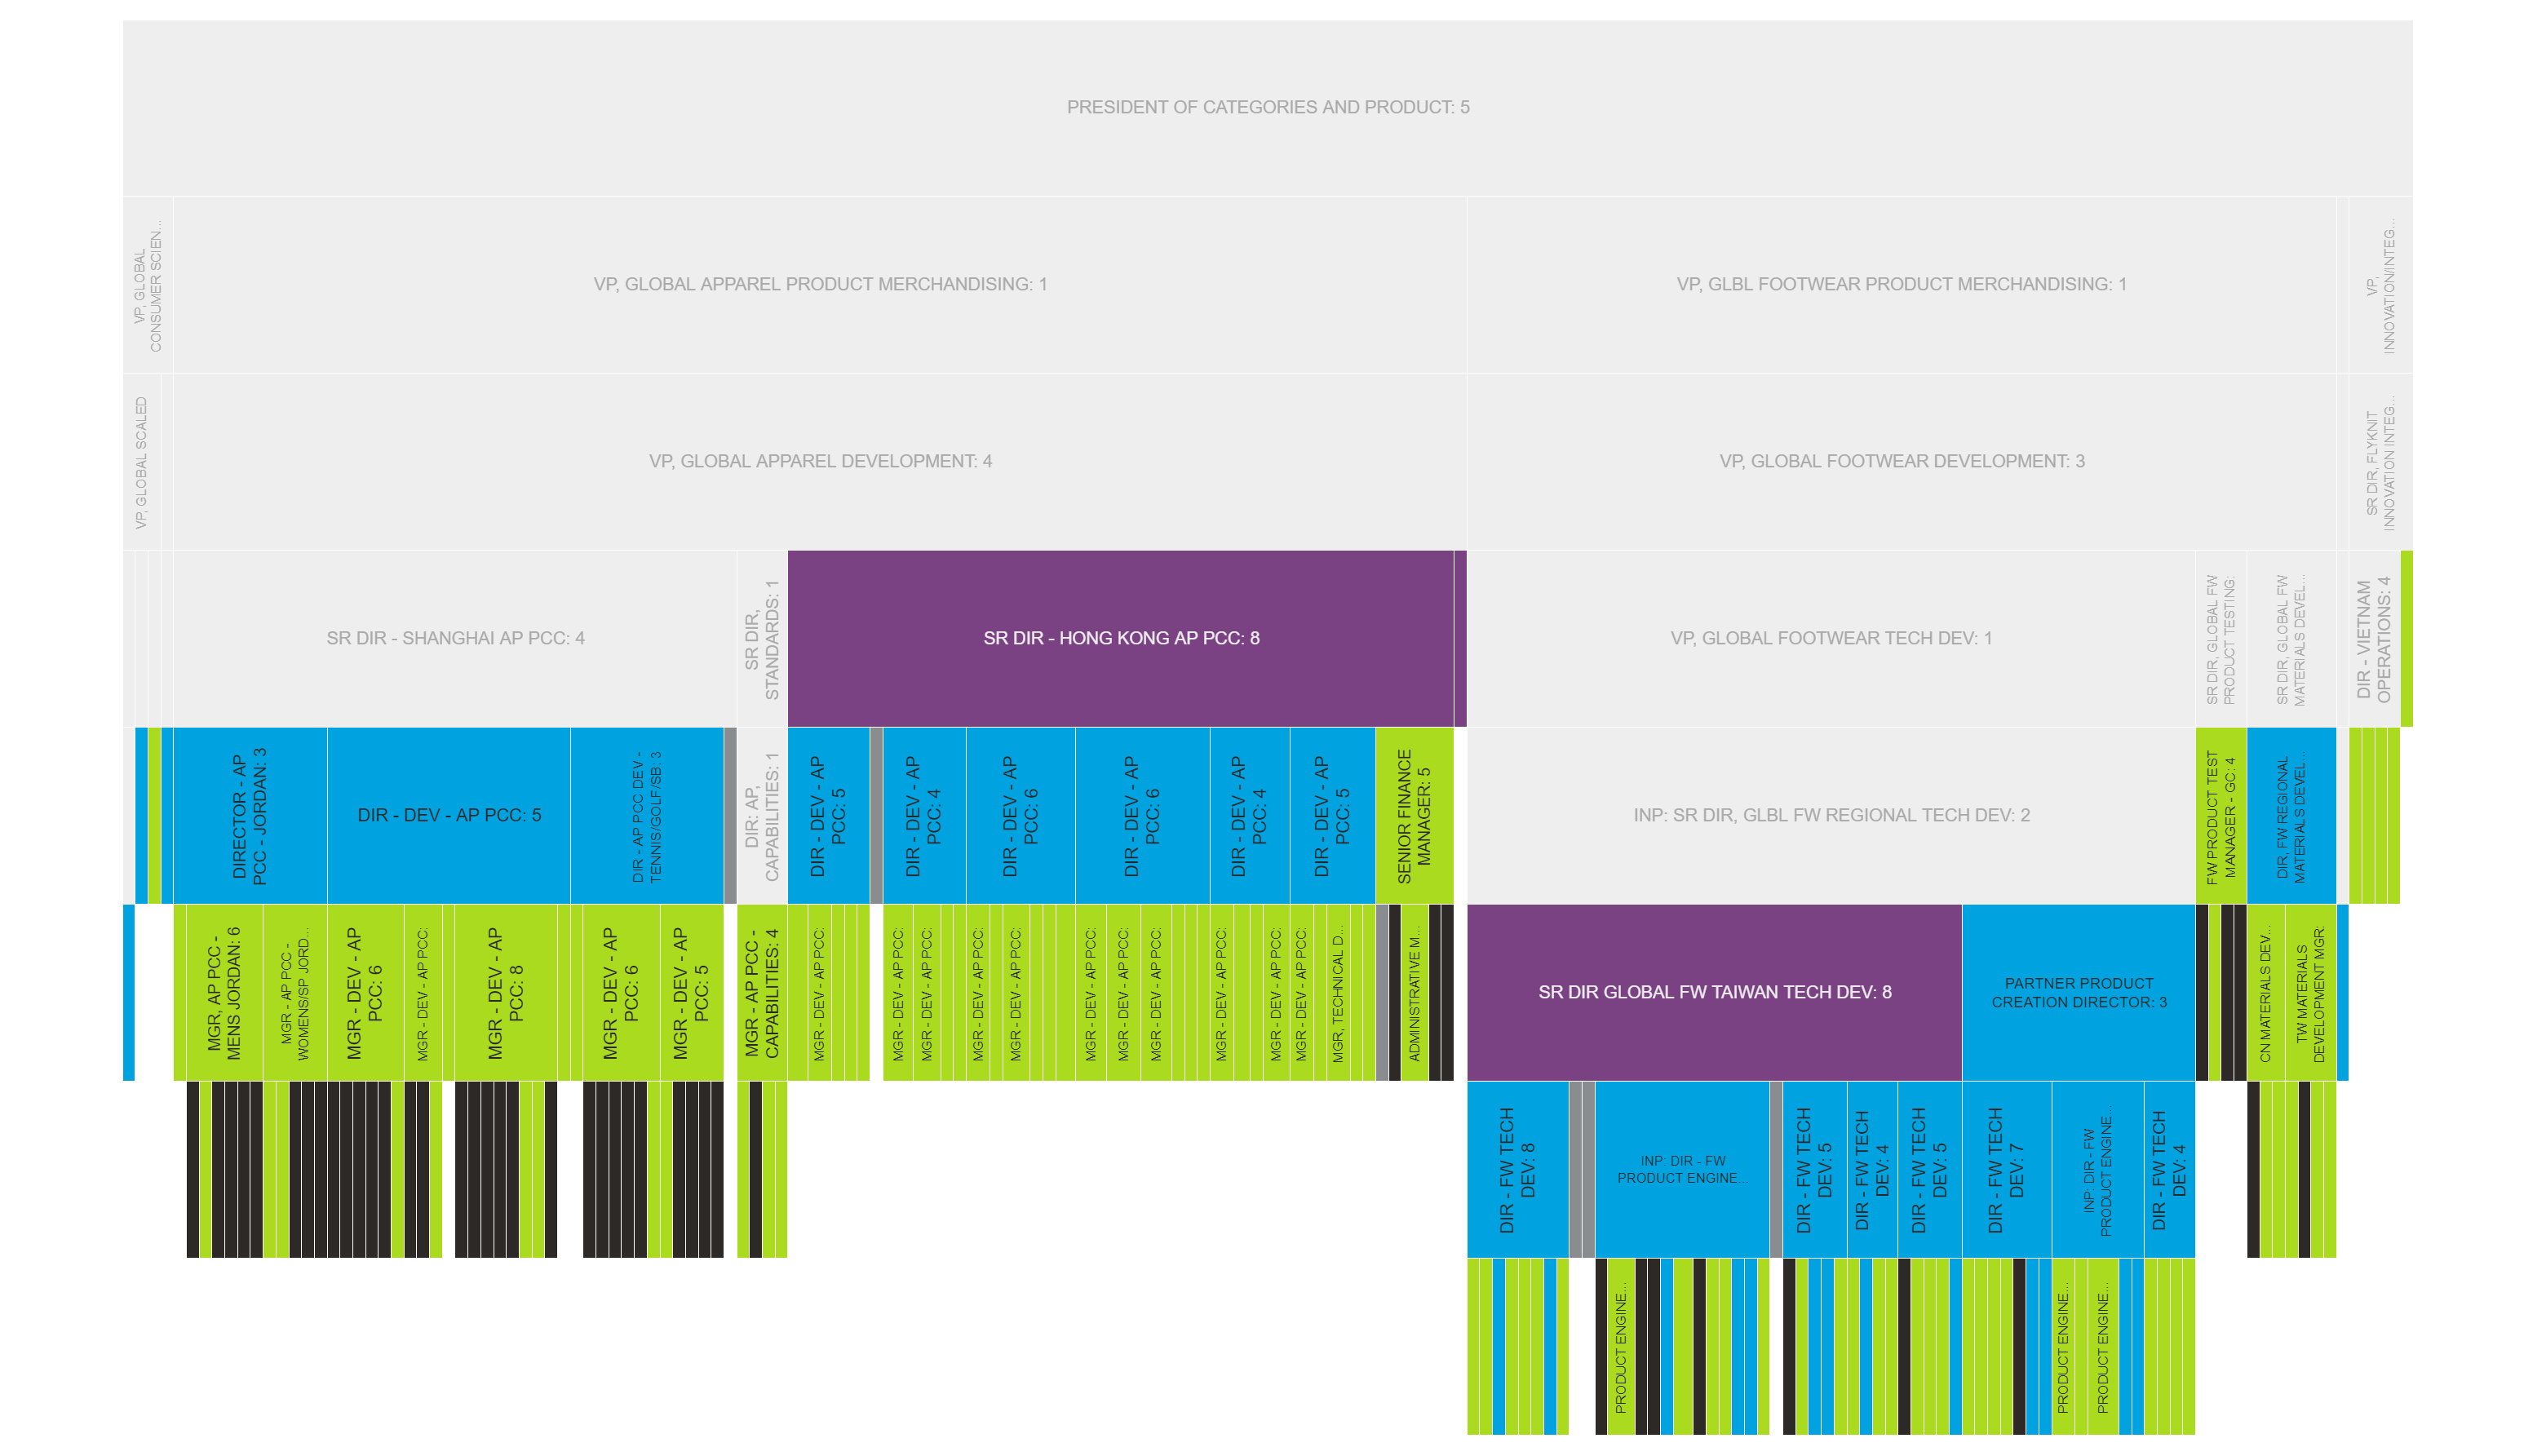 PRESIDENT OF CATEGORIES AND PRODUCT: 5
VP, GLOBAL
CONSUMER SCIEN...
VP, GLOBAL APPAREL PRODUCT MERCHANDISING: 1
VP, GLBL FOOTWEAR PRODUCT MERCHANDISING: 1
VP,
INNOVATION/INTEG...
VP, GLOBAL SCALED
VP, GLOBAL APPAREL DEVELOPMENT: 4
VP, GLOBAL FOOTWEAR DEVELOPMENT: 3
SR DIR, FLYKNIT
INNOVATION INTEG...
SR DIR - SHANGHAI AP PCC: 4
SR DIR,
STANDARDS: 1
SR DIR - HONG KONG AP PCC: 8
VP, GLOBAL FOOTWEAR TECH DEV: 1
SR DIR, GLOBAL FW
PRODUCT TESTING:
SR DIR, GLOBAL FW
MATERIALS DEVEL...
DIR - VIETNAM
OPERATIONS: 4
DIRECTOR - AP
PCC - JORDAN: 3
DIR - DEV - AP PCC: 5
DIR - AP PCC DEV -
TENNIS/GOLF/SB: 3
DIR: AP,
CAPABILITIES: 1
DIR - DEV - AP
PCC: 5
DIR - DEV - AP
PCC: 4
DIR - DEV - AP
PCC: 6
DIR - DEV - AP
PCC: 6
DIR - DEV - AP
PCC: 4
DIR - DEV - AP
PCC: 5
SENIOR FINANCE
MANAGER: 5
INP: SR DIR, GLBL FW REGIONAL TECH DEV: 2
FW PRODUCT TEST
MANAGER - GC: 4
DIR, FW REGIONAL
MATERIALS DEVEL...
MGR, AP PCC -
MENS JORDAN: 6
MGR - AP PCC -
WOMENS/SP JORD...
MGR - DEV - AP
PCC: 6
MGR - DEV - AP PCC:
MGR - DEV - AP
PCC: 8
MGR - DEV - AP
PCC: 6
MGR - DEV - AP
PCC: 5
MGR - AP PCC -
CAPABILITIES: 4
MGR - DEV - AP PCC:
MGR - DEV - AP PCC:
MGR - DEV - AP PCC:
MGR - DEV - AP PCC:
MGR - DEV - AP PCC:
MGR - DEV - AP PCC:
MGR - DEV - AP PCC:
MGR - DEV - AP PCC:
MGR - DEV - AP PCC:
MGR - DEV - AP PCC:
MGR - DEV - AP PCC:
MGR, TECHNICAL D...
ADMINISTRATIVE M...
SR DIR GLOBAL FW TAIWAN TECH DEV: 8
PARTNER PRODUCT
CREATION DIRECTOR: 3
CN MATERIALS DEV...
TW MATERIALS
DEVELOPMENT MGR:
DIR - FW TECH
DEV: 8
INP: DIR - FW
PRODUCT ENGINE...
DIR - FW TECH
DEV: 5
DIR - FW TECH
DEV: 4
DIR - FW TECH
DEV: 5
DIR - FW TECH
DEV: 7
INP: DIR - FW
PRODUCT ENGINE...
DIR - FW TECH
DEV: 4
PRODUCT ENGINE...
PRODUCT ENGINE...
PRODUCT ENGINE...